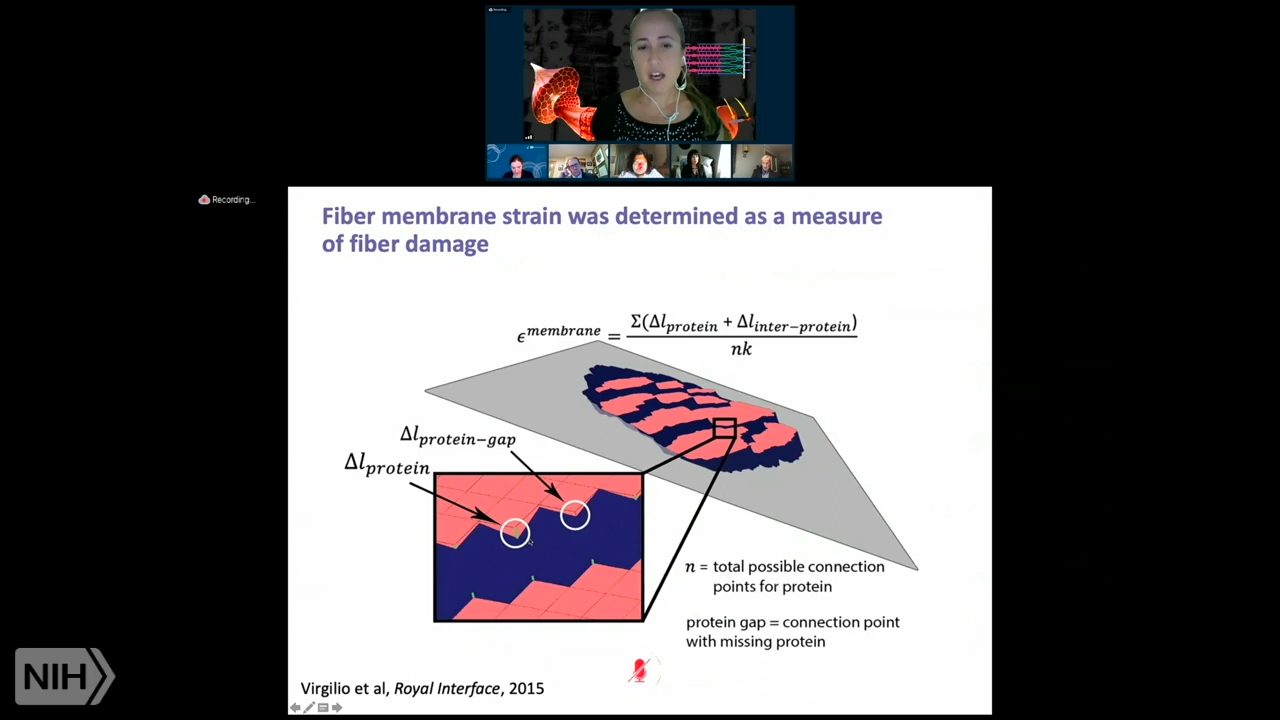 Recording...
Recording...
Fiber membrane strain was determined as a measure
of fiber damage
ϵ^membrane = Σ(Δl_protein + Δl_inter−protein) / nk
Δl_protein−gap
Δl_protein
n = total possible connection
points for protein
protein gap = connection point
with missing protein
NIH
Virgilio et al, Royal Interface, 2015